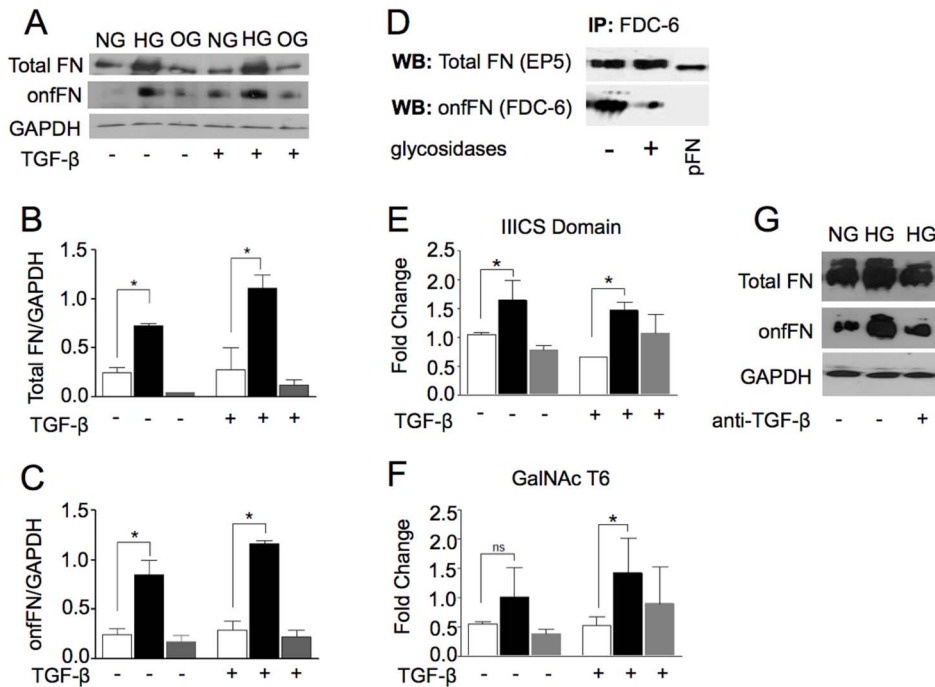 A
NG HG OG NG HG OG
Total FN
onfFN
GAPDH
TGF-β - - - + + +
D
IP: FDC-6
WB: Total FN (EP5)
WB: onfFN (FDC-6)
glycosidases - + pFN
B
Total FN/GAPDH
1.5
1.0
0.5
0.0
*
*
TGF-β - - - + + +
E
IIICS Domain
Fold Change
2.5
2.0
1.5
1.0
0.5
0.0
*
*
TGF-β - - - + + +
G
NG HG HG
Total FN
onfFN
GAPDH
anti-TGF-β - - +
C
onfFN/GAPDH
1.5
1.0
0.5
0.0
*
*
TGF-β - - - + + +
F
GalNAc T6
Fold Change
2.5
2.0
1.5
1.0
0.5
0.0
ns
*
TGF-β - - - + + +